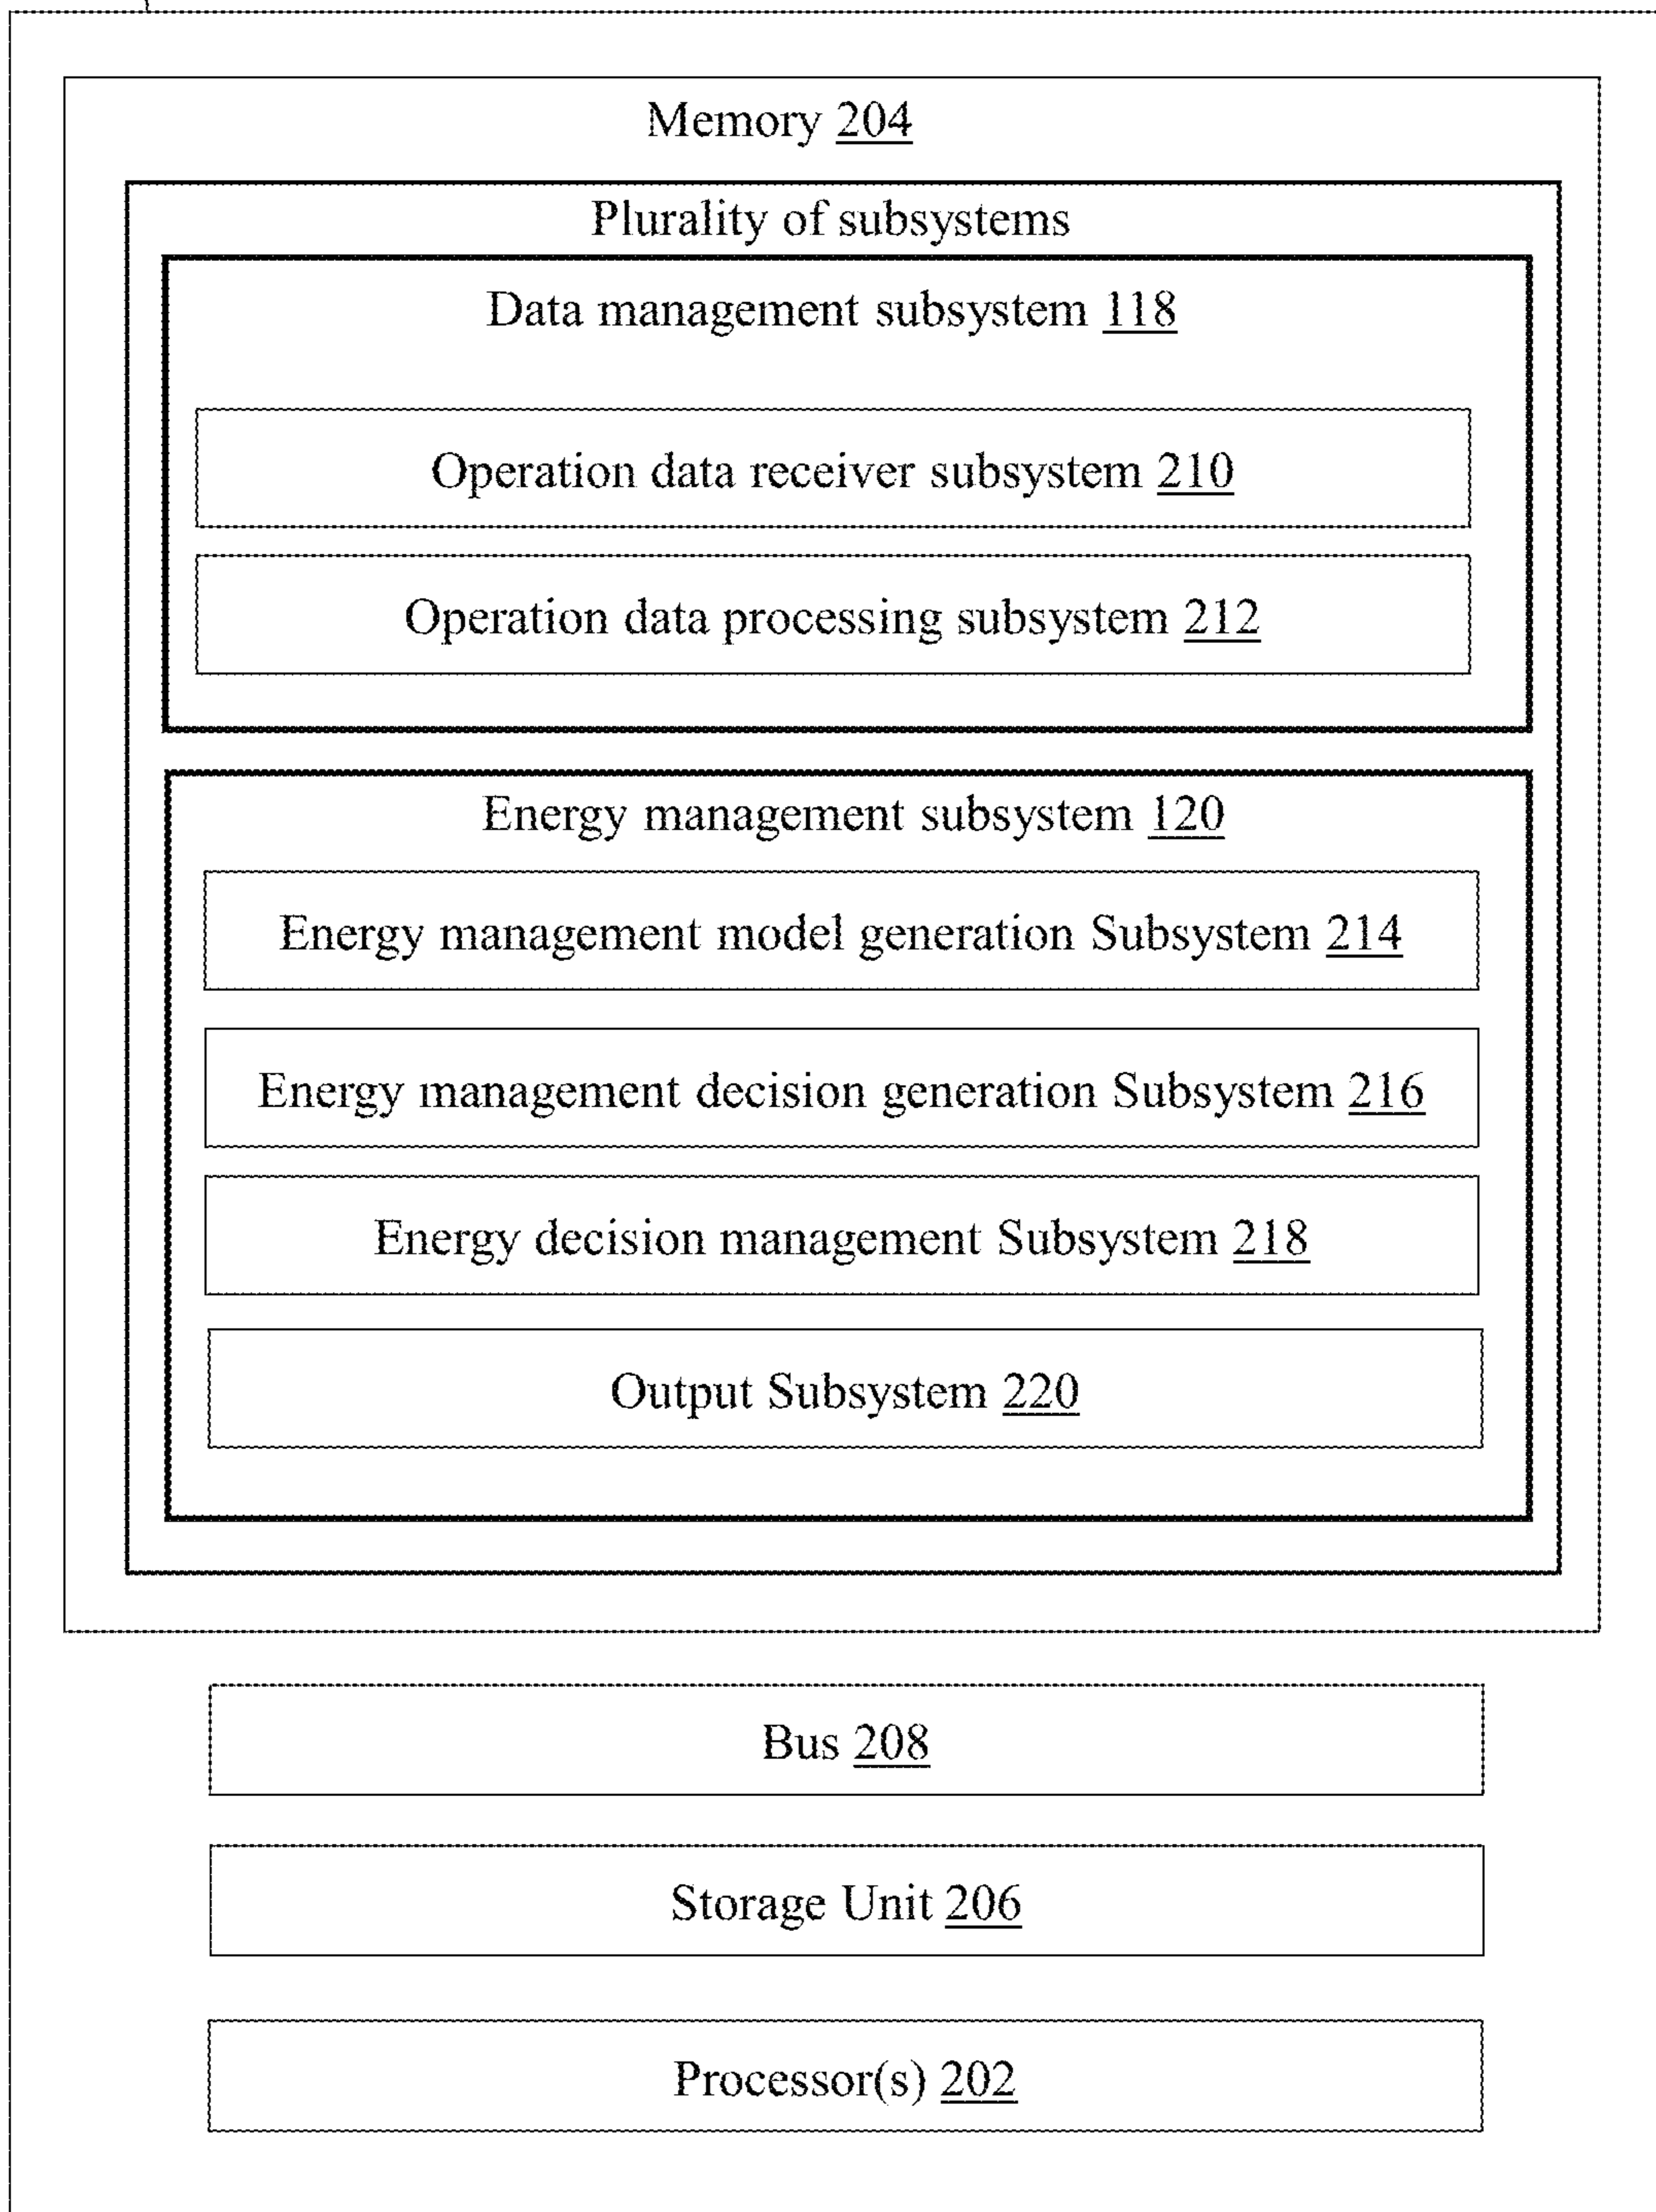 Memory 204
Plurality of subsystems
Data management subsystem 118
Operation data receiver subsystem 210
Operation data processing subsystem 212
Energy management subsystem 120
Energy management model generation Subsystem 214
Energy management decision generation Subsystem 216
Energy decision management Subsystem 218
Output Subsystem 220
Bus 208
Storage Unit 206
Processor(s) 202